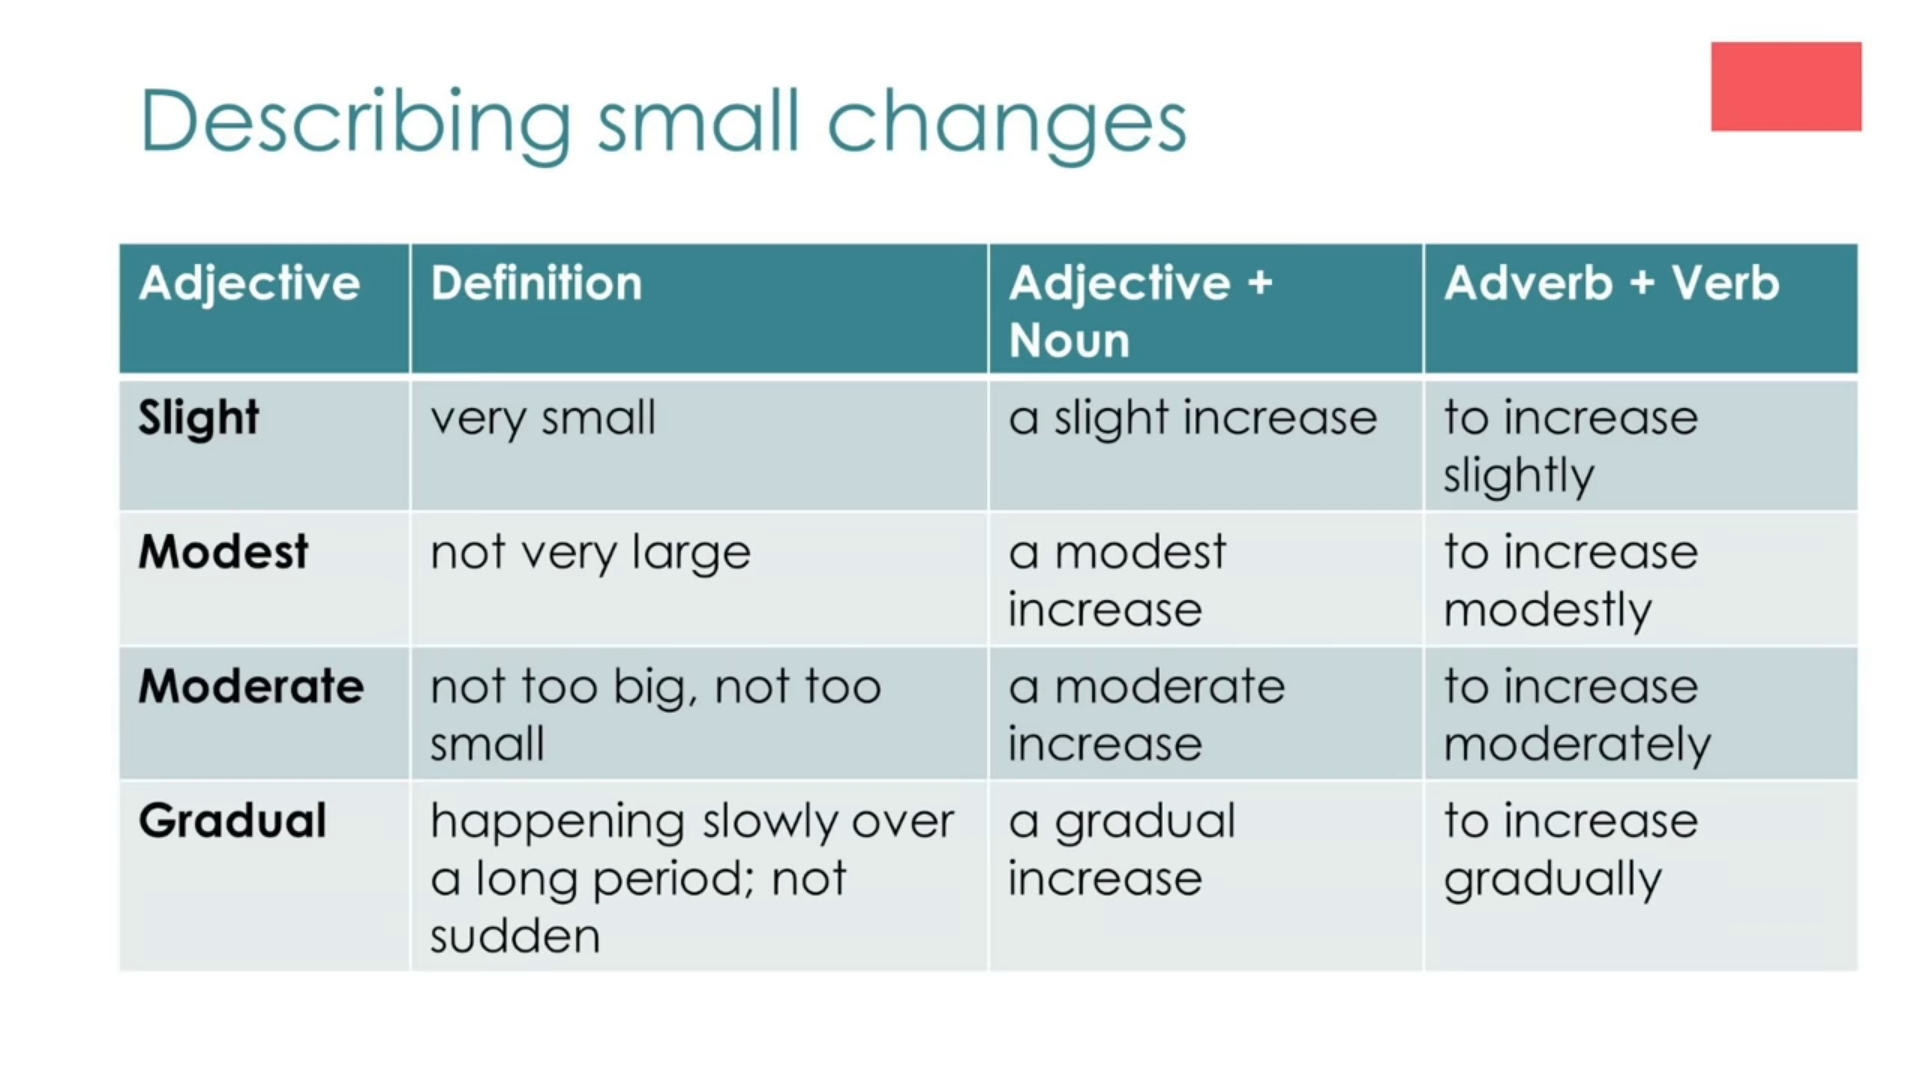 Describing small changes
Adjective
Definition
Adjective +
Noun
Adverb + Verb
Slight
very small
a slight increase
to increase
slightly
Modest
not very large
a modest
increase
to increase
modestly
Moderate
not too big, not too
small
a moderate
increase
to increase
moderately
Gradual
happening slowly over
a long period; not
sudden
a gradual
increase
to increase
gradually